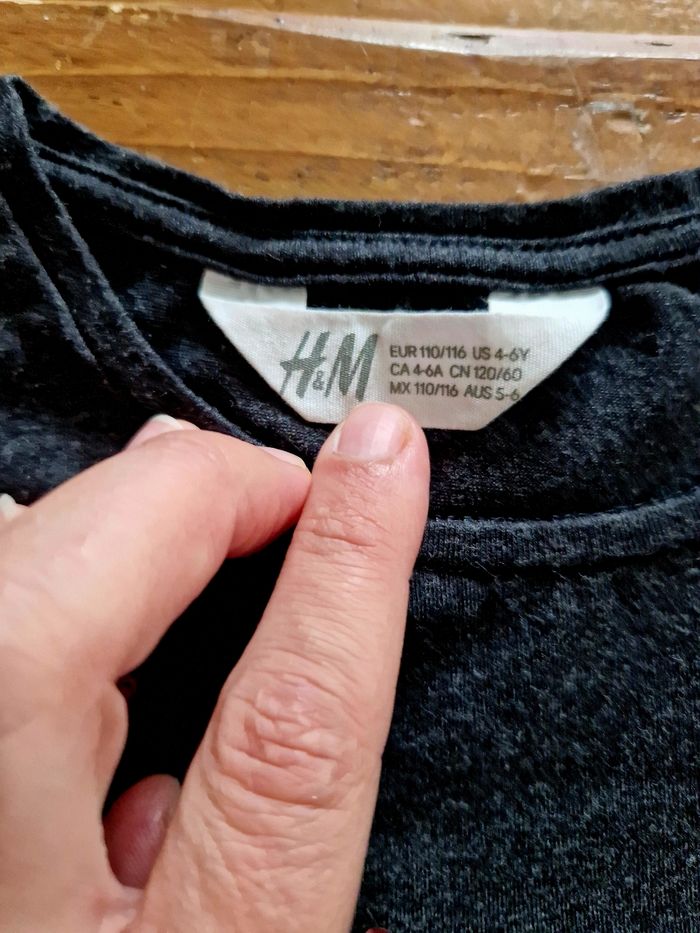 H&M
EUR 110/116 US 4-6Y
CA 4-6A CN 120/60
MX 110/116 AUS 5-6